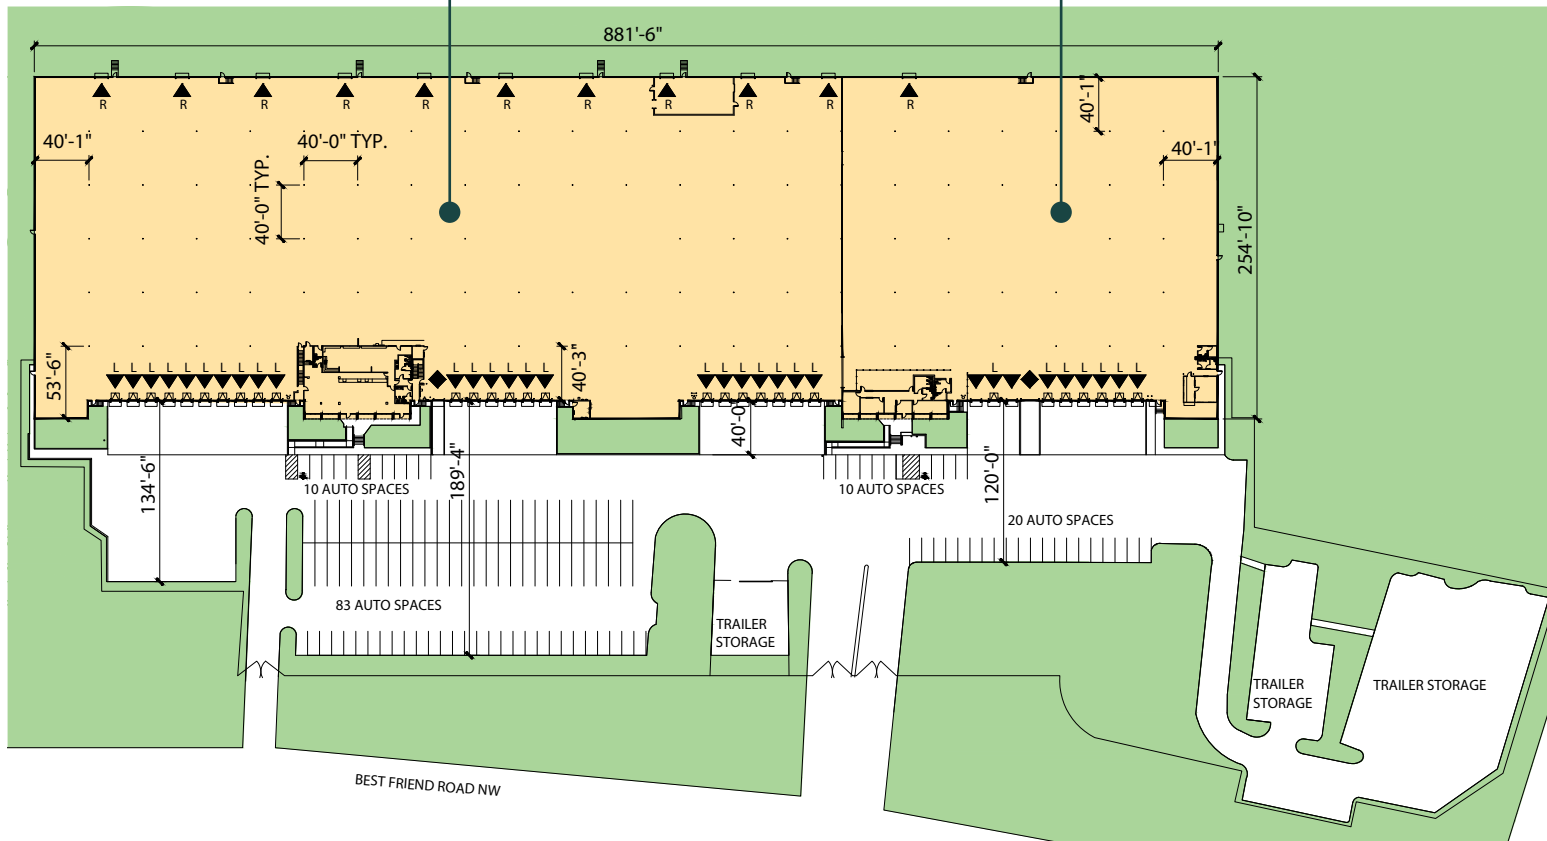 881'-6"
R R R R R R R R R R R
40'-1"
40'-1"
40'-0" TYP.
40'-1"
40'-0" TYP.
254'-10"
53'-6"
40'-3"
L L L L L L L L L L
L L L L L L
L L L L L L L
L L L L L L L L
40'-0"
134'-6"
189'-4"
120'-0"
10 AUTO SPACES
10 AUTO SPACES
20 AUTO SPACES
83 AUTO SPACES
TRAILER
STORAGE
TRAILER
STORAGE
TRAILER STORAGE
BEST FRIEND ROAD NW